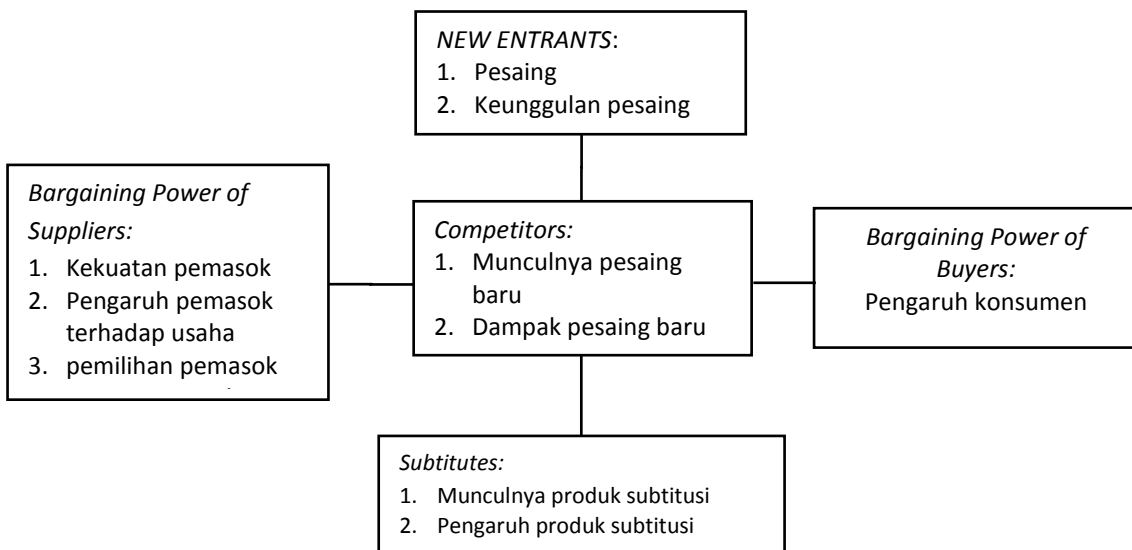 NEW ENTRANTS:
1. Pesaing
2. Keunggulan pesaing
Bargaining Power of
Suppliers:
1. Kekuatan pemasok
2. Pengaruh pemasok
terhadap usaha
3. pemilihan pemasok
Competitors:
1. Munculnya pesaing
baru
2. Dampak pesaing baru
Bargaining Power of
Buyers:
Pengaruh konsumen
Subtitutes:
1. Munculnya produk subtitusi
2. Pengaruh produk subtitusi